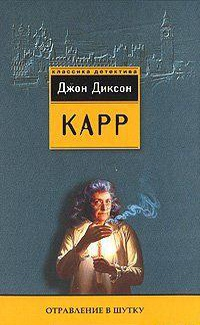 классика детектива
Джон Диксон
КАРР
ОТРАВЛЕНИЕ В ШУТКУ